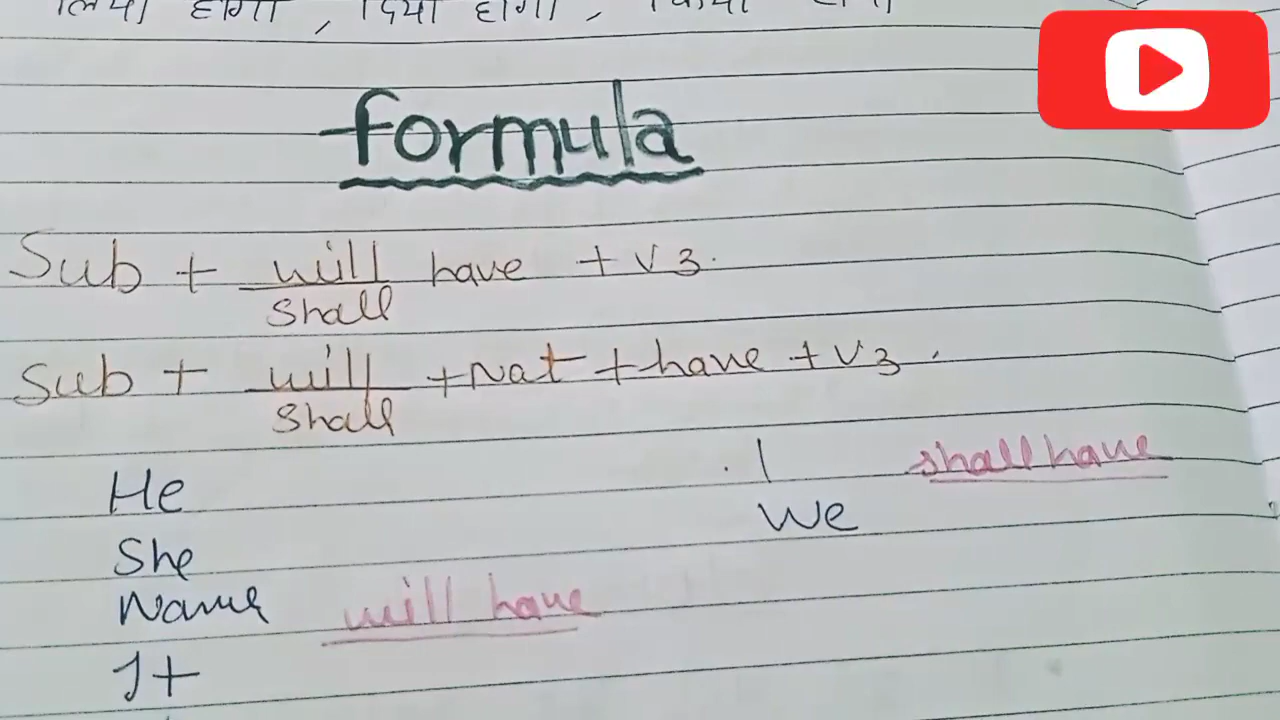 लिया होगा, दिया होगा, किया होगा
formula
Sub + will/shall have + v3.
Sub + will/shall + Not + have + v3.
He
She
Name will have
It
I shall have
We